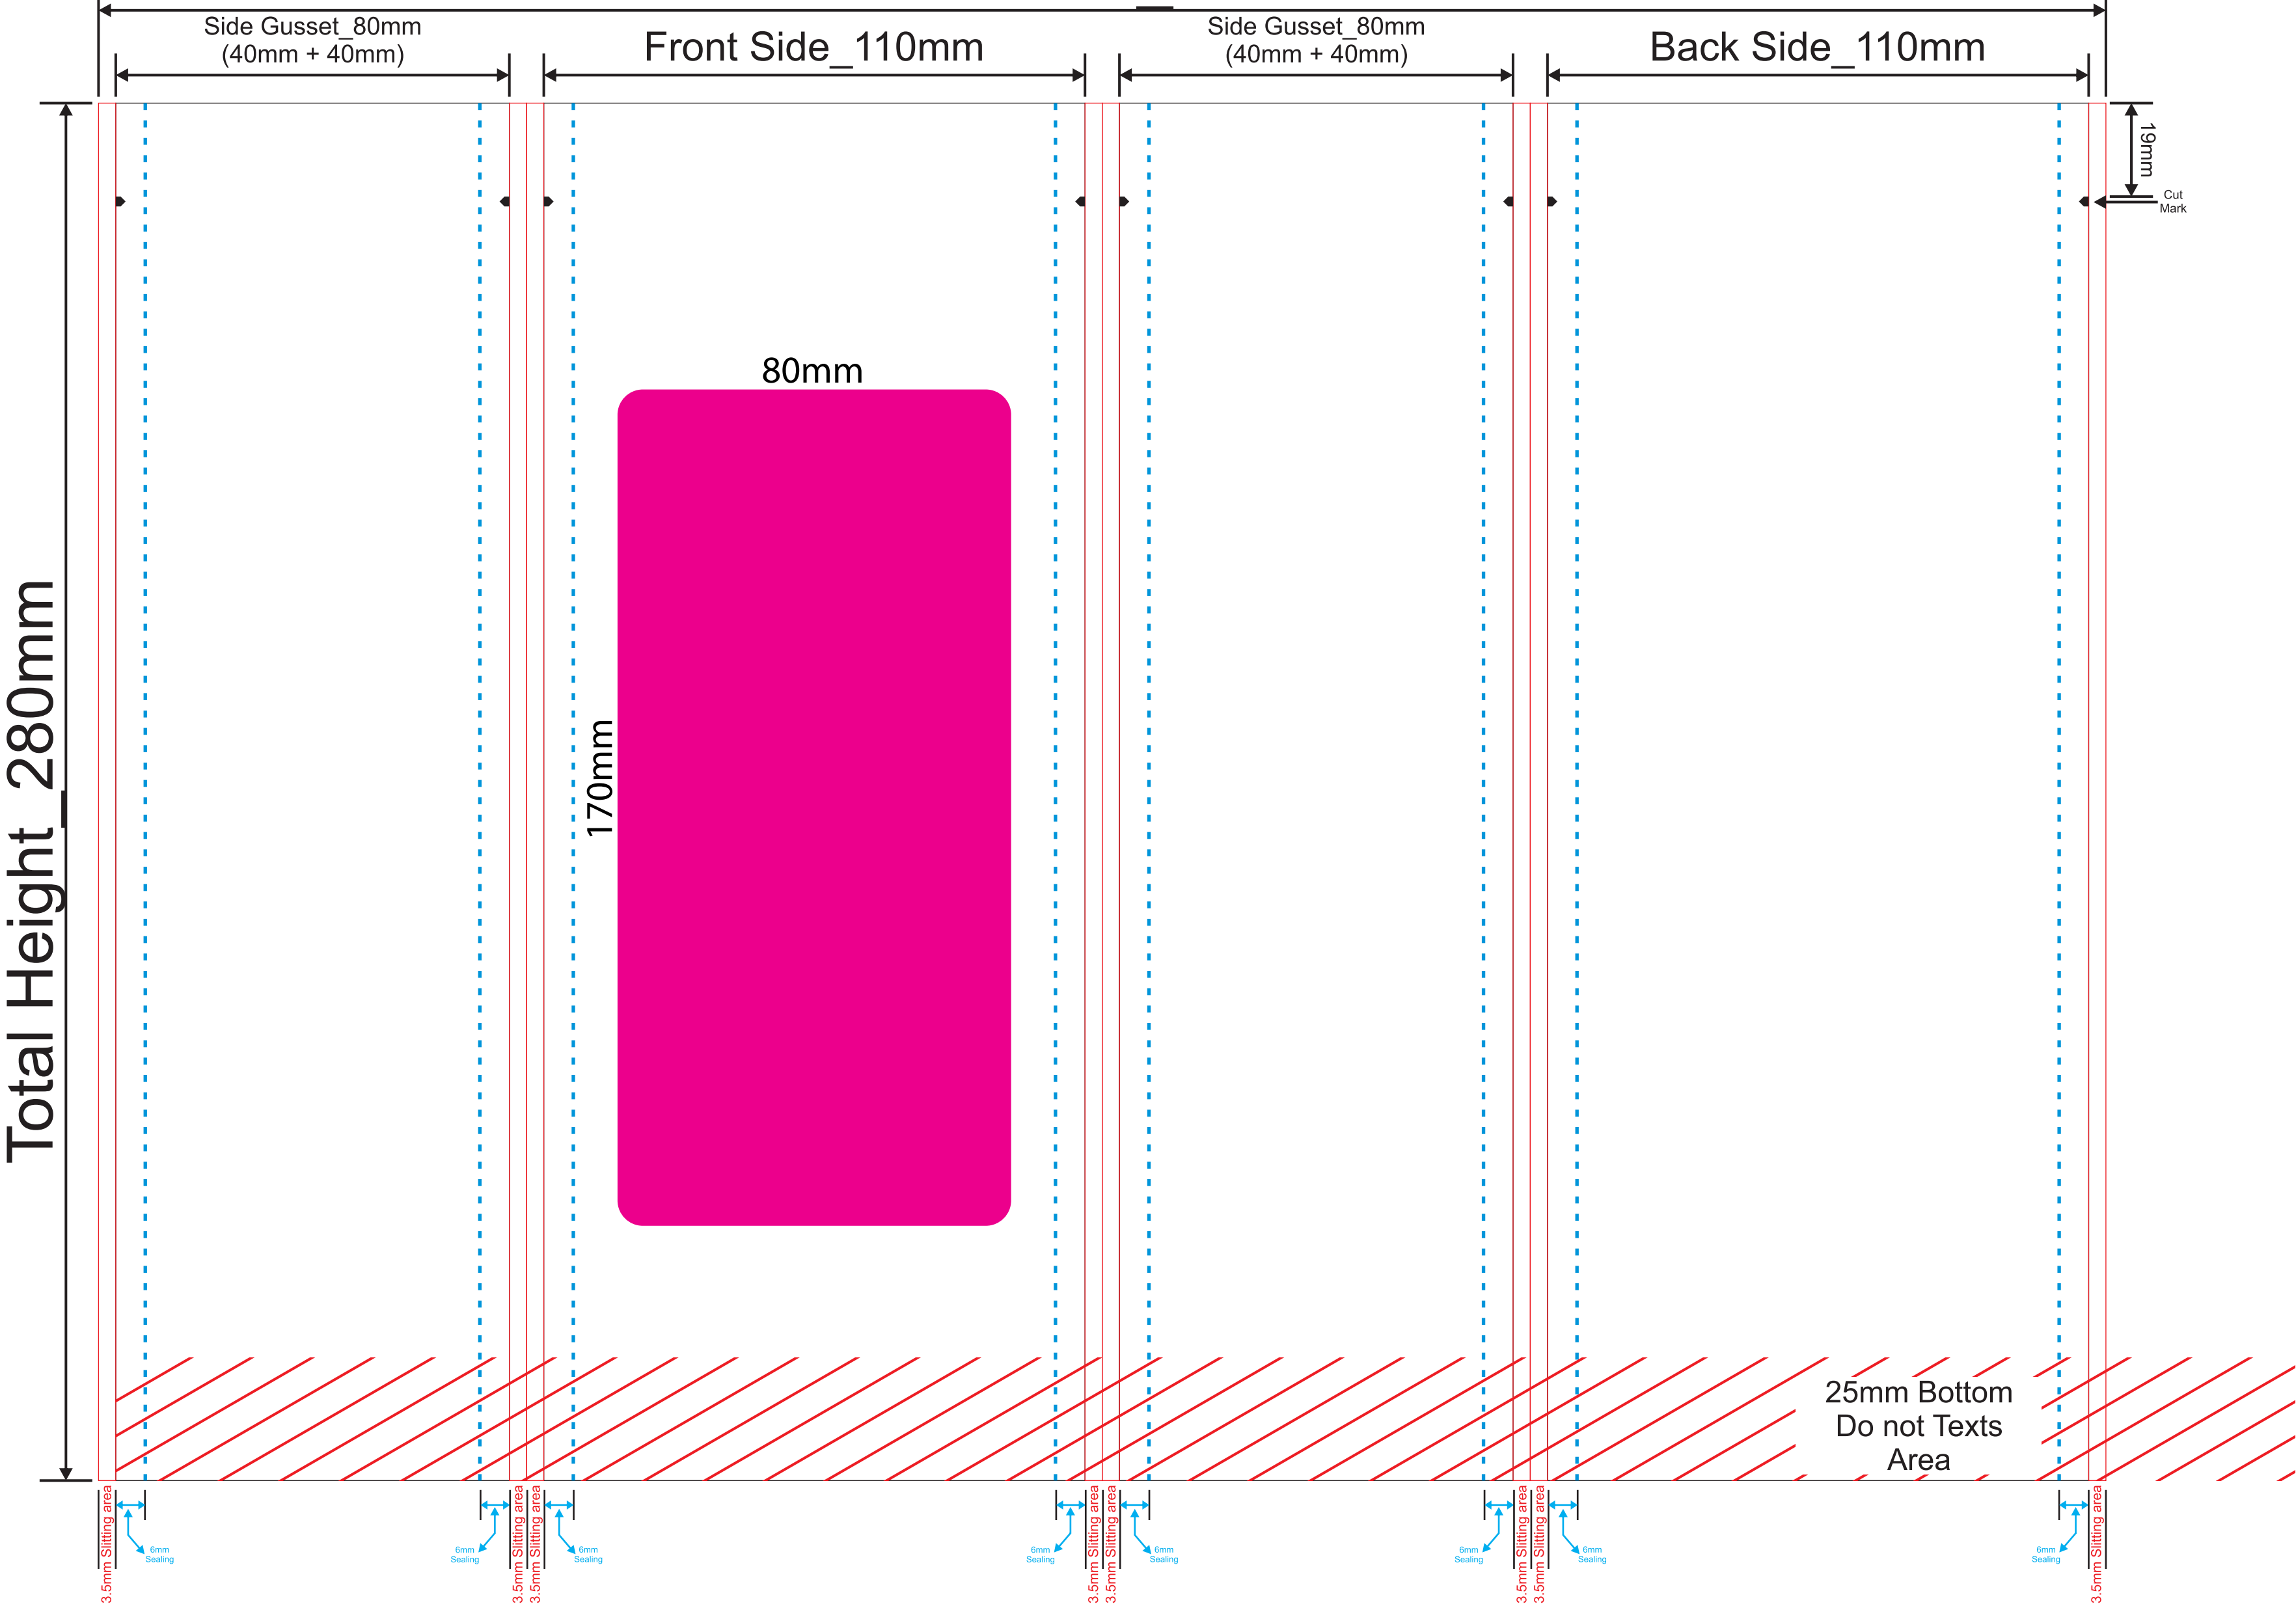 Side Gusset_80mm
(40mm + 40mm)
Front Side_110mm
Side Gusset_80mm
(40mm + 40mm)
Back Side_110mm
19mm
Cut
Mark
Total Height_280mm
80mm
170mm
25mm Bottom
Do not Texts
Area
3.5mm Slitting area
6mm
Sealing
6mm
Sealing
3.5mm Slitting area
3.5mm Slitting area
6mm
Sealing
6mm
Sealing
3.5mm Slitting area
3.5mm Slitting area
6mm
Sealing
6mm
Sealing
3.5mm Slitting area
3.5mm Slitting area
6mm
Sealing
6mm
Sealing
3.5mm Slitting area